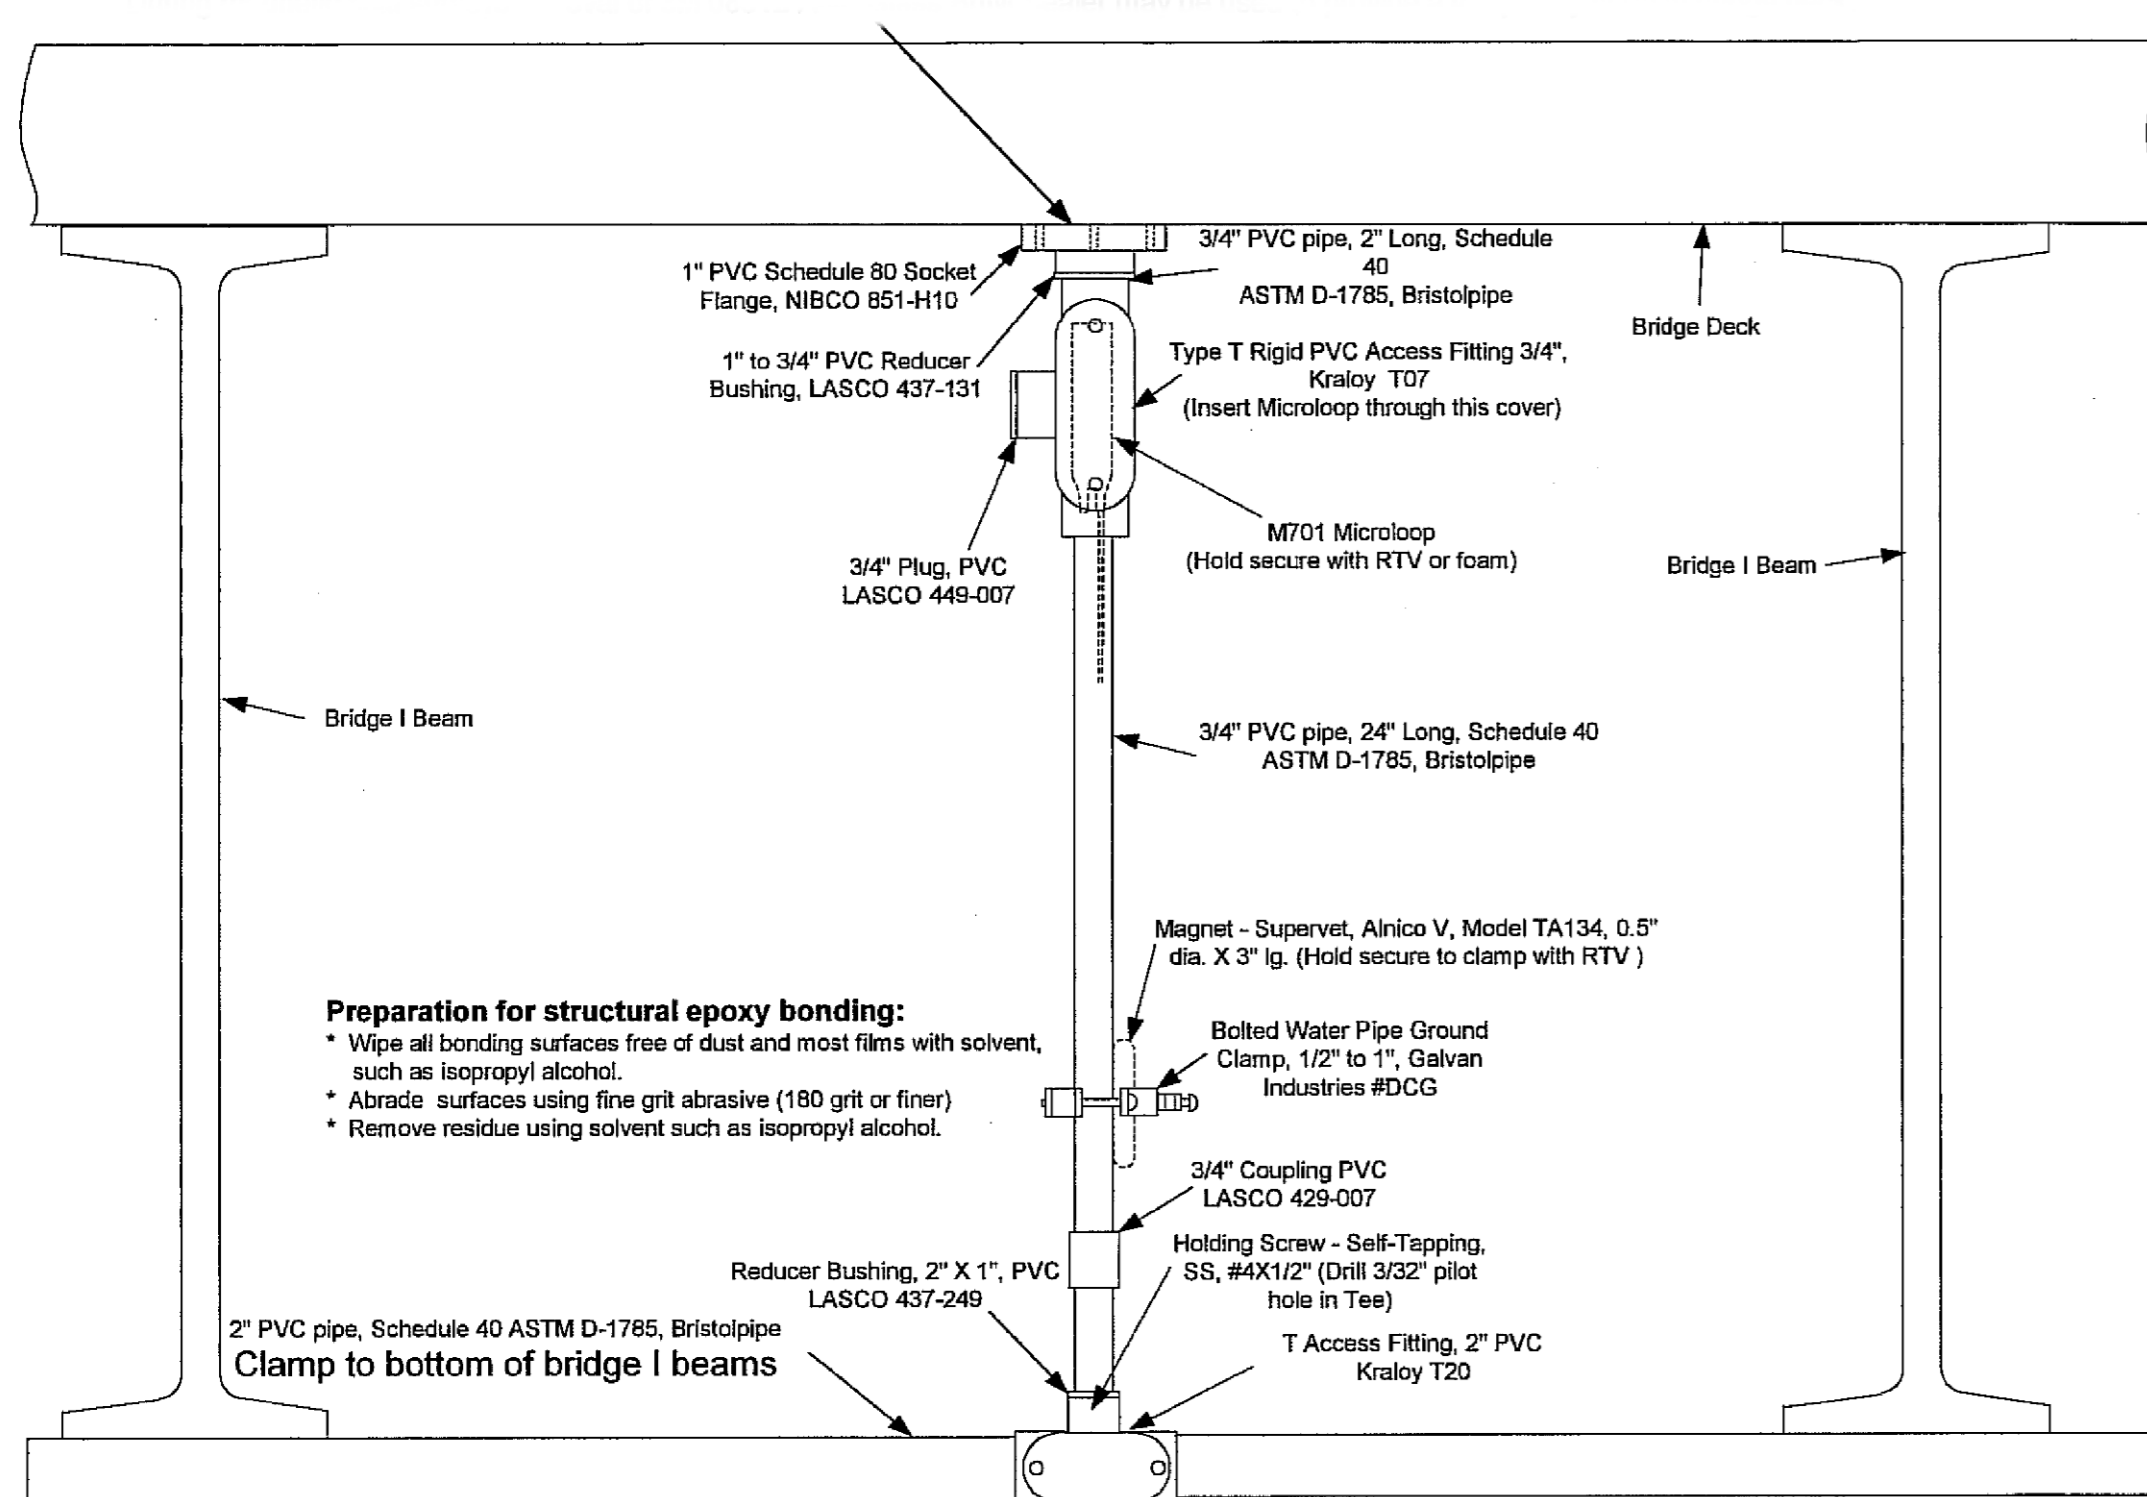 3/4" PVC pipe, 2" Long, Schedule
40
ASTM D-1785, Bristolpipe
1" PVC Schedule 80 Socket
Flange, NIBCO 851-H10
Bridge Deck
1" to 3/4" PVC Reducer
Bushing, LASCO 437-131
Type T Rigid PVC Access Fitting 3/4",
Kraloy T07
(Insert Microloop through this cover)
M701 Microloop
(Hold secure with RTV or foam)
3/4" Plug, PVC
LASCO 449-007
Bridge I Beam
Bridge I Beam
3/4" PVC pipe, 24" Long, Schedule 40
ASTM D-1785, Bristolpipe
Magnet - Supervet, Alnico V, Model TA134, 0.5"
dia. X 3" lg. (Hold secure to clamp with RTV )
Preparation for structural epoxy bonding:
* Wipe all bonding surfaces free of dust and most films with solvent,
such as isopropyl alcohol.
* Abrade surfaces using fine grit abrasive (180 grit or finer)
* Remove residue using solvent such as isopropyl alcohol.
Bolted Water Pipe Ground
Clamp, 1/2" to 1", Galvan
Industries #DCG
3/4" Coupling PVC
LASCO 429-007
Holding Screw - Self-Tapping,
SS, #4X1/2" (Drill 3/32" pilot
hole in Tee)
Reducer Bushing, 2" X 1", PVC
LASCO 437-249
2" PVC pipe, Schedule 40 ASTM D-1785, Bristolpipe
Clamp to bottom of bridge I beams
T Access Fitting, 2" PVC
Kraloy T20